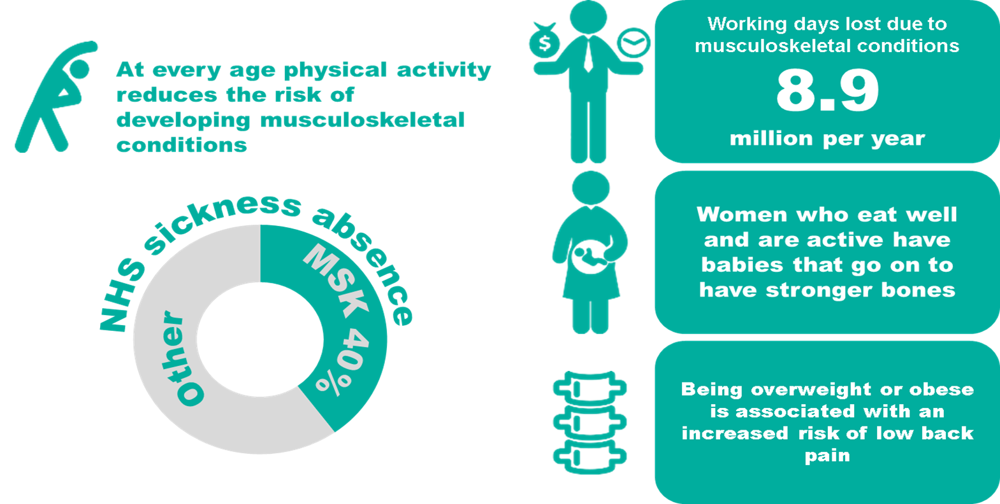 At every age physical activity
reduces the risk of
developing musculoskeletal
conditions
NHS sickness absence
MSK 40%
Other
$
Working days lost due to
musculoskeletal conditions
8.9
million per year
Women who eat well
and are active have
babies that go on to
have stronger bones
Being overweight or obese
is associated with an
increased risk of low back
pain